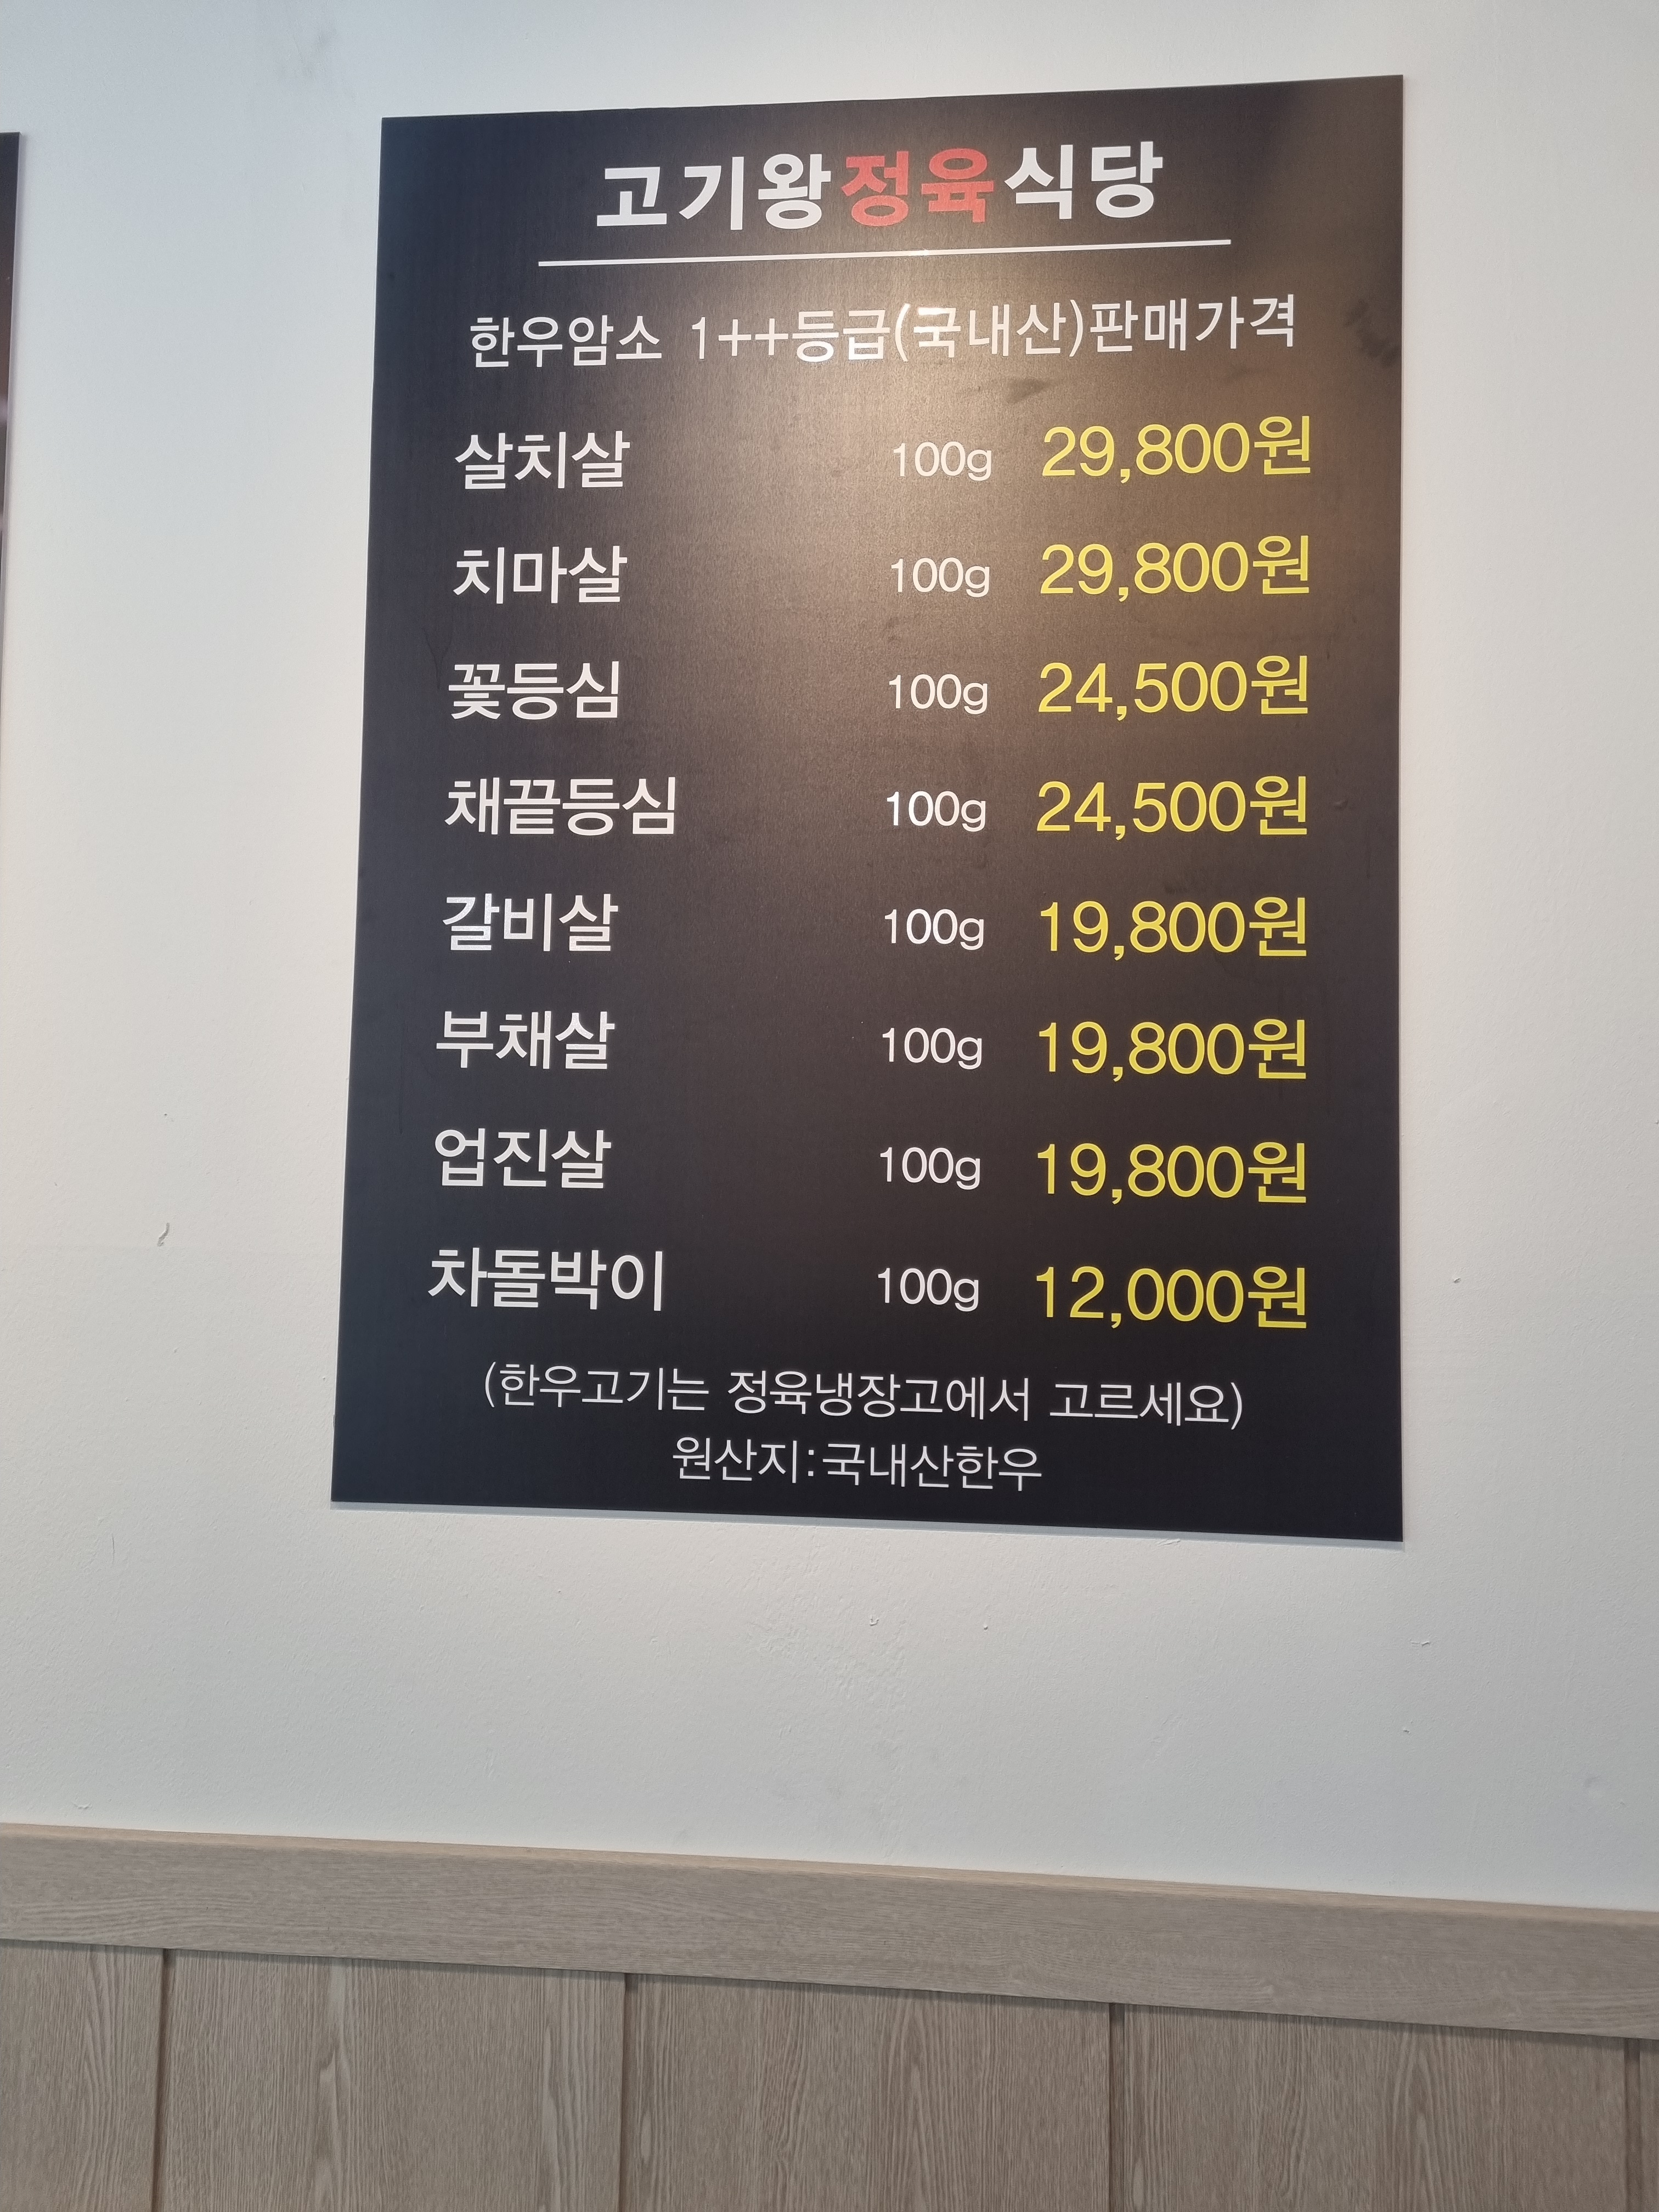 고기왕정육식당
한우암소 1++등급(국내산)판매가격
살치살 100g 29,800원
치마살 100g 29,800원
꽃등심 100g 24,500원
채끝등심 100g 24,500원
갈비살 100g 19,800원
부채살 100g 19,800원
업진살 100g 19,800원
차돌박이 100g 12,000원
(한우고기는 정육냉장고에서 고르세요)
원산지:국내산한우